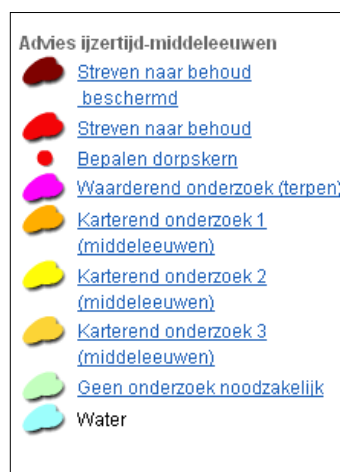 Advies ijzertijd-middeleeuwen
Streven naar behoud
beschermd
Streven naar behoud
Bepalen dorpskern
Waarderend onderzoek (terpen)
Karterend onderzoek 1
(middeleeuwen)
Karterend onderzoek 2
(middeleeuwen)
Karterend onderzoek 3
(middeleeuwen)
Geen onderzoek noodzakelijk
Water